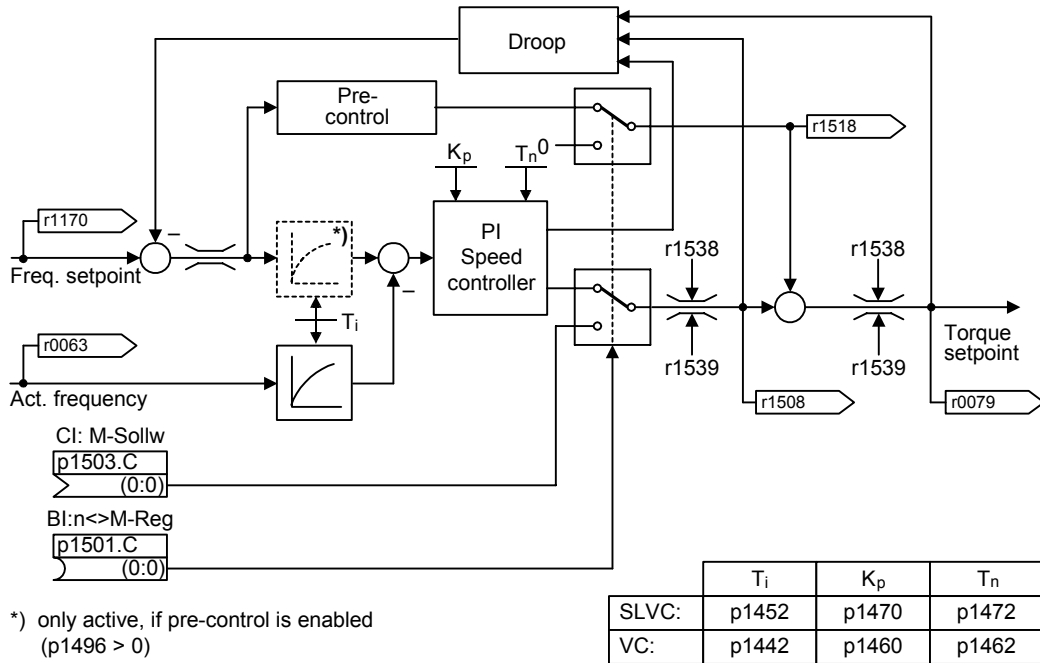 Droop
Pre-
control
r1518
0
Kp
Tn
r1170
*)
PI
Speed
controller
r1538
r1538
Freq. setpoint
Ti
r0063
r1539
r1539
Torque
setpoint
Act. frequency
r1508
r0079
CI: M-Sollw
p1503.C
(0:0)
BI:n<>M-Reg
p1501.C
(0:0)
Ti Kp Tn
SLVC: p1452 p1470 p1472
VC: p1442 p1460 p1462
*) only active, if pre-control is enabled
(p1496 > 0)